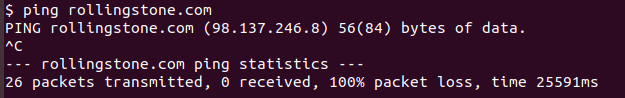 $ ping rollingstone.com
PING rollingstone.com (98.137.246.8) 56(84) bytes of data.
^C
--- rollingstone.com ping statistics ---
26 packets transmitted, 0 received, 100% packet loss, time 25591ms